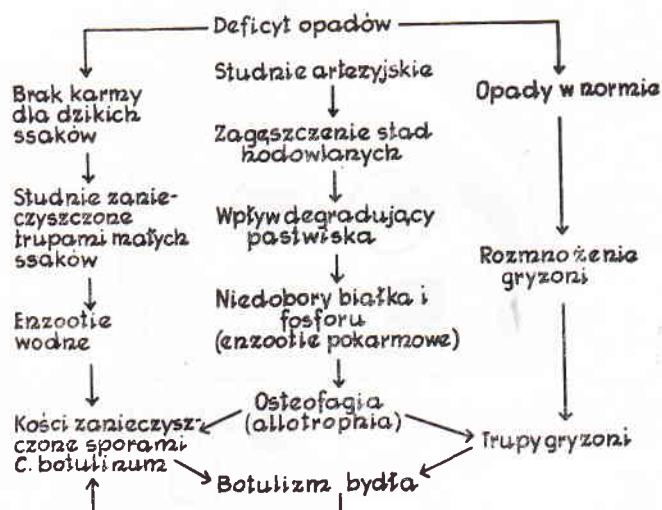 Deficyt opadów
Brak karmy
dla dzikich
ssaków
Studnie zanie-
czyszczone
trupami małych
ssaków
Enzootie
wodne
Kości zanieczysz-
czone sporami
C. botulinum
Studnie artezyjskie
Zagęszczenie stad
hodowlanych
Wpływ degradujący
pastwiska
Niedobory białka i
fosforu
(enzootie pokarmowe)
Osteofagia
(allotrophia)
Botulizm bydła
Opady w normie
Rozmnożenia
gryzoni
Trupy gryzoni